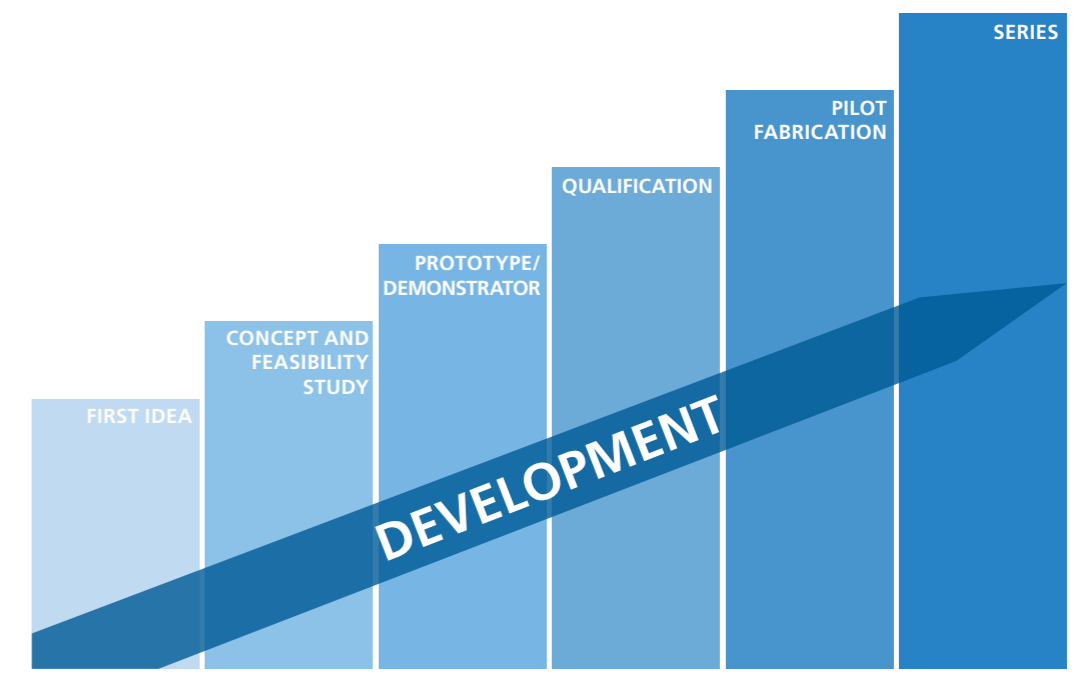 FIRST IDEA
CONCEPT AND
FEASIBILITY
STUDY
PROTOTYPE/
DEMONSTRATOR
QUALIFICATION
PILOT
FABRICATION
SERIES
DEVELOPMENT